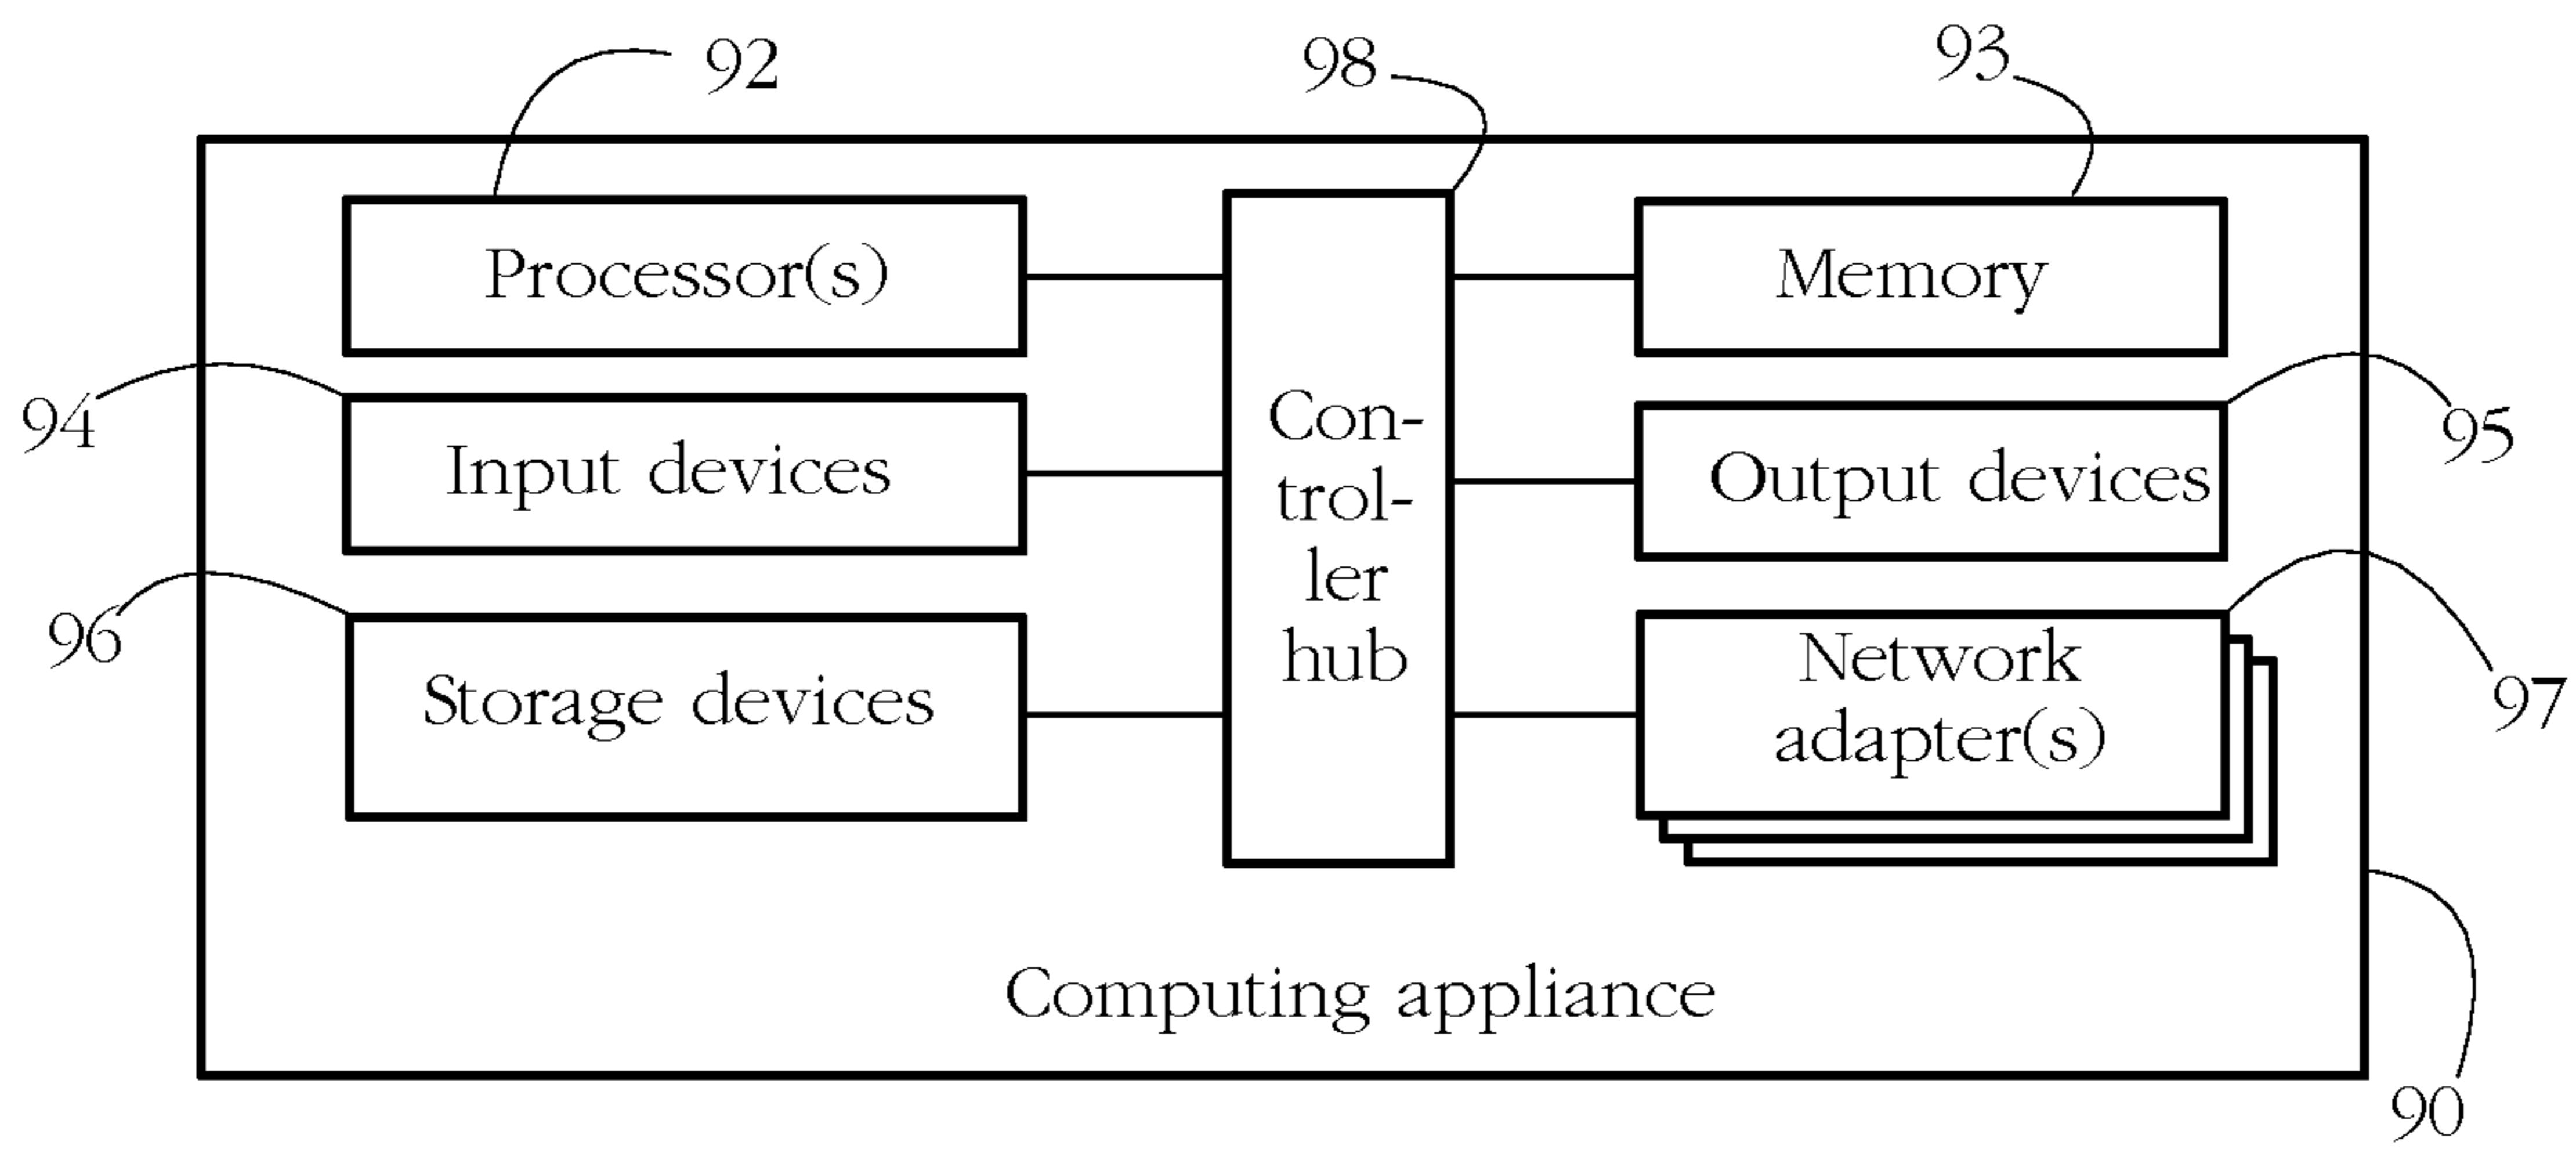 92
98
93
Processor(s)
Memory
94
Input devices
Con-
trol-
ler
hub
Output devices
95
96
Storage devices
Network
adapter(s)
97
Computing appliance
90